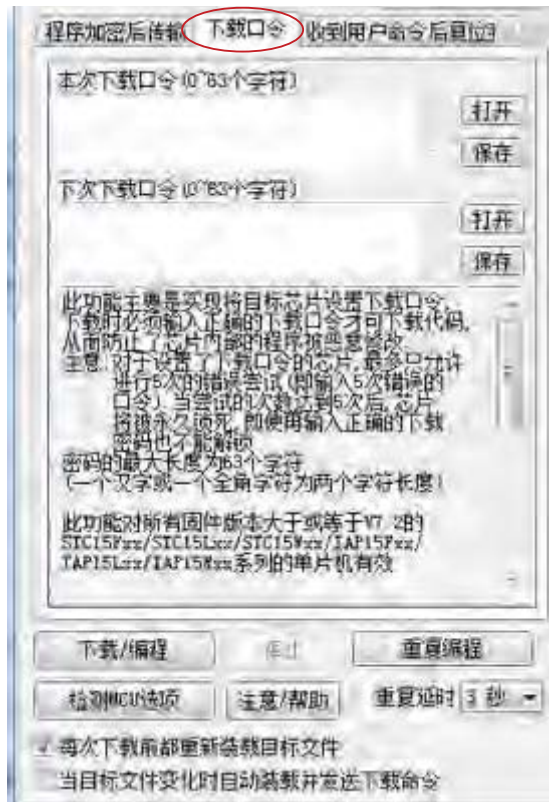 程序加密后传输 下载口令 收到用户命令后复位到
本次下载口令(0~63个字符)
打开
保存
下次下载口令(0~63个字符)
打开
保存
此功能主要是实现将目标芯片设置下载口令,
下载时必须输入正确的下载口令才可下载代码,
从而防止了芯片内部的程序被恶意修改
注意:对于设置了下载口令的芯片,最多只允许
进行5次的错误尝试(即输入5次错误的
口令),当尝试的次数达到5次后,芯片
将被永久锁死,即使再输入正确的下载
密码也不能解锁
密码的最大长度为63个字符
(一个汉字或一个全角字符为两个字符长度)
此功能对所有固件版本大于或等于V7.2的
STC15Fxx/STC15Lxx/STC15Wxx/IAP15Fxx/
IAP15Lxx/IAP15Wxx系列的单片机有效
下载/编程 停止 重复编程
检测MCU选项 注意/帮助 重复延时 3 秒
每次下载前都重新装载目标文件
当目标文件变化时自动装载并发送下载命令